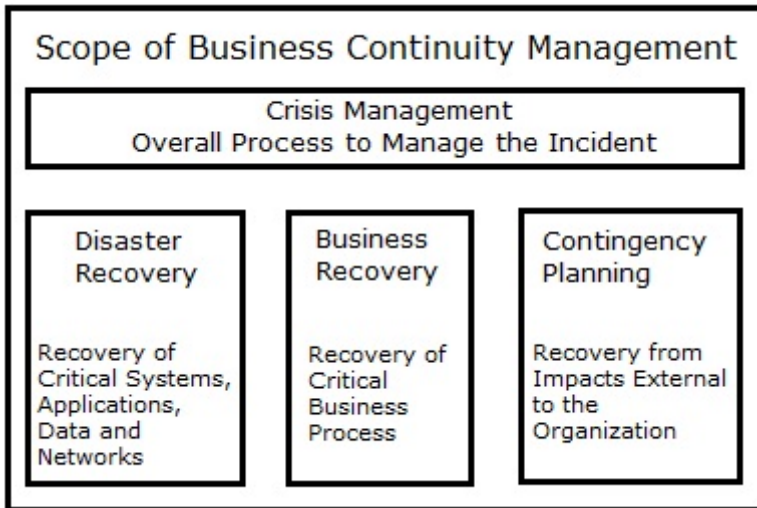 Scope of Business Continuity Management
Crisis Management
Overall Process to Manage the Incident
Disaster
Recovery
Recovery of
Critical Systems,
Applications,
Data and
Networks
Business
Recovery
Recovery of
Critical
Business
Process
Contingency
Planning
Recovery from
Impacts External
to the
Organization